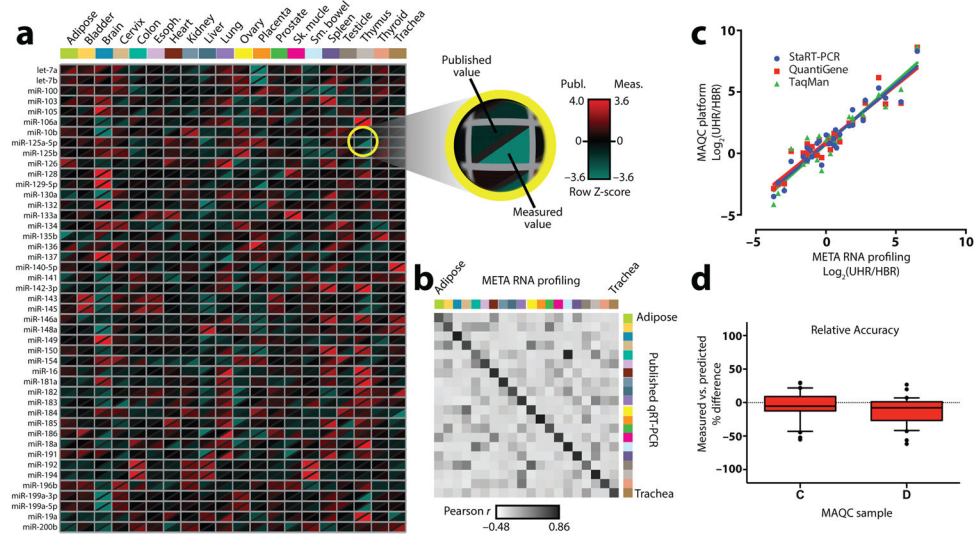 a
Adipose
Bladder
Brain
Cervix
Colon
Esoph.
Heart
Kidney
Liver
Lung
Ovary
Placenta
Prostate
Sk. mucle
Sm. bowel
Spleen
Testicle
Thymus
Thyroid
Trachea
let-7a
let-7b
miR-100
miR-103
miR-105
miR-106a
miR-10b
miR-125a-5p
miR-125b
miR-126
miR-128
miR-129-5p
miR-130a
miR-132
miR-133a
miR-134
miR-135b
miR-136
miR-137
miR-140-5p
miR-141
miR-142-3p
miR-143
miR-145
miR-146a
miR-148a
miR-149
miR-150
miR-154
miR-16
miR-181a
miR-182
miR-183
miR-184
miR-185
miR-186
miR-18a
miR-191
miR-192
miR-194
miR-196b
miR-199a-3p
miR-199a-5p
miR-19a
miR-200b
Published
value
Measured
value
Publ. Meas.
4.0 3.6
0 0
−3.6 −3.6
Row Z-score
b
META RNA profiling
Adipose
Trachea
Adipose
Published qRT-PCR
Trachea
Pearson r
−0.48 0.86
c
MAQC platform
Log2(UHR/HBR)
10
5
0
−5
StaRT-PCR
QuantiGene
TaqMan
−5 0 5 10
META RNA profiling
Log2(UHR/HBR)
d
Relative Accuracy
Measured vs. predicted
% difference
100
50
0
−50
−100
C D
MAQC sample